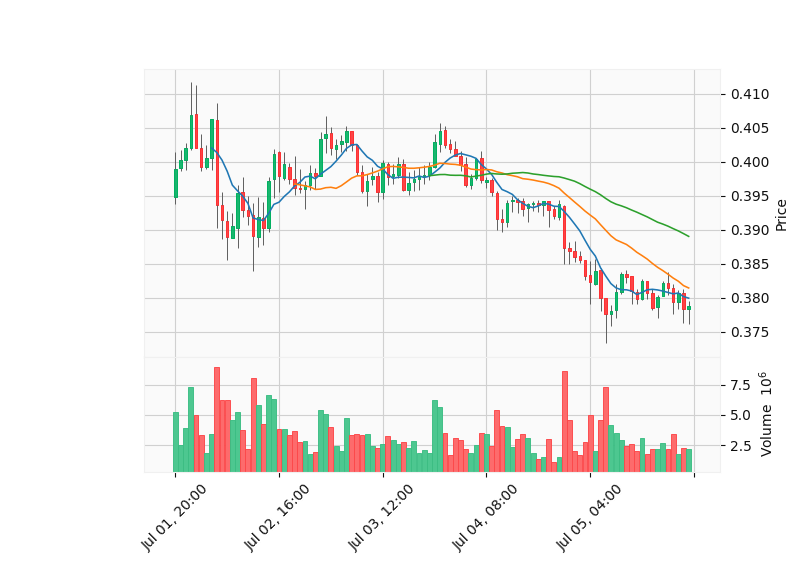 0.410
0.405
0.400
0.395
0.390
0.385
0.380
0.375
Price
7.5
5.0
2.5
Volume 10^6
Jul 01, 20:00
Jul 02, 16:00
Jul 03, 12:00
Jul 04, 08:00
Jul 05, 04:00